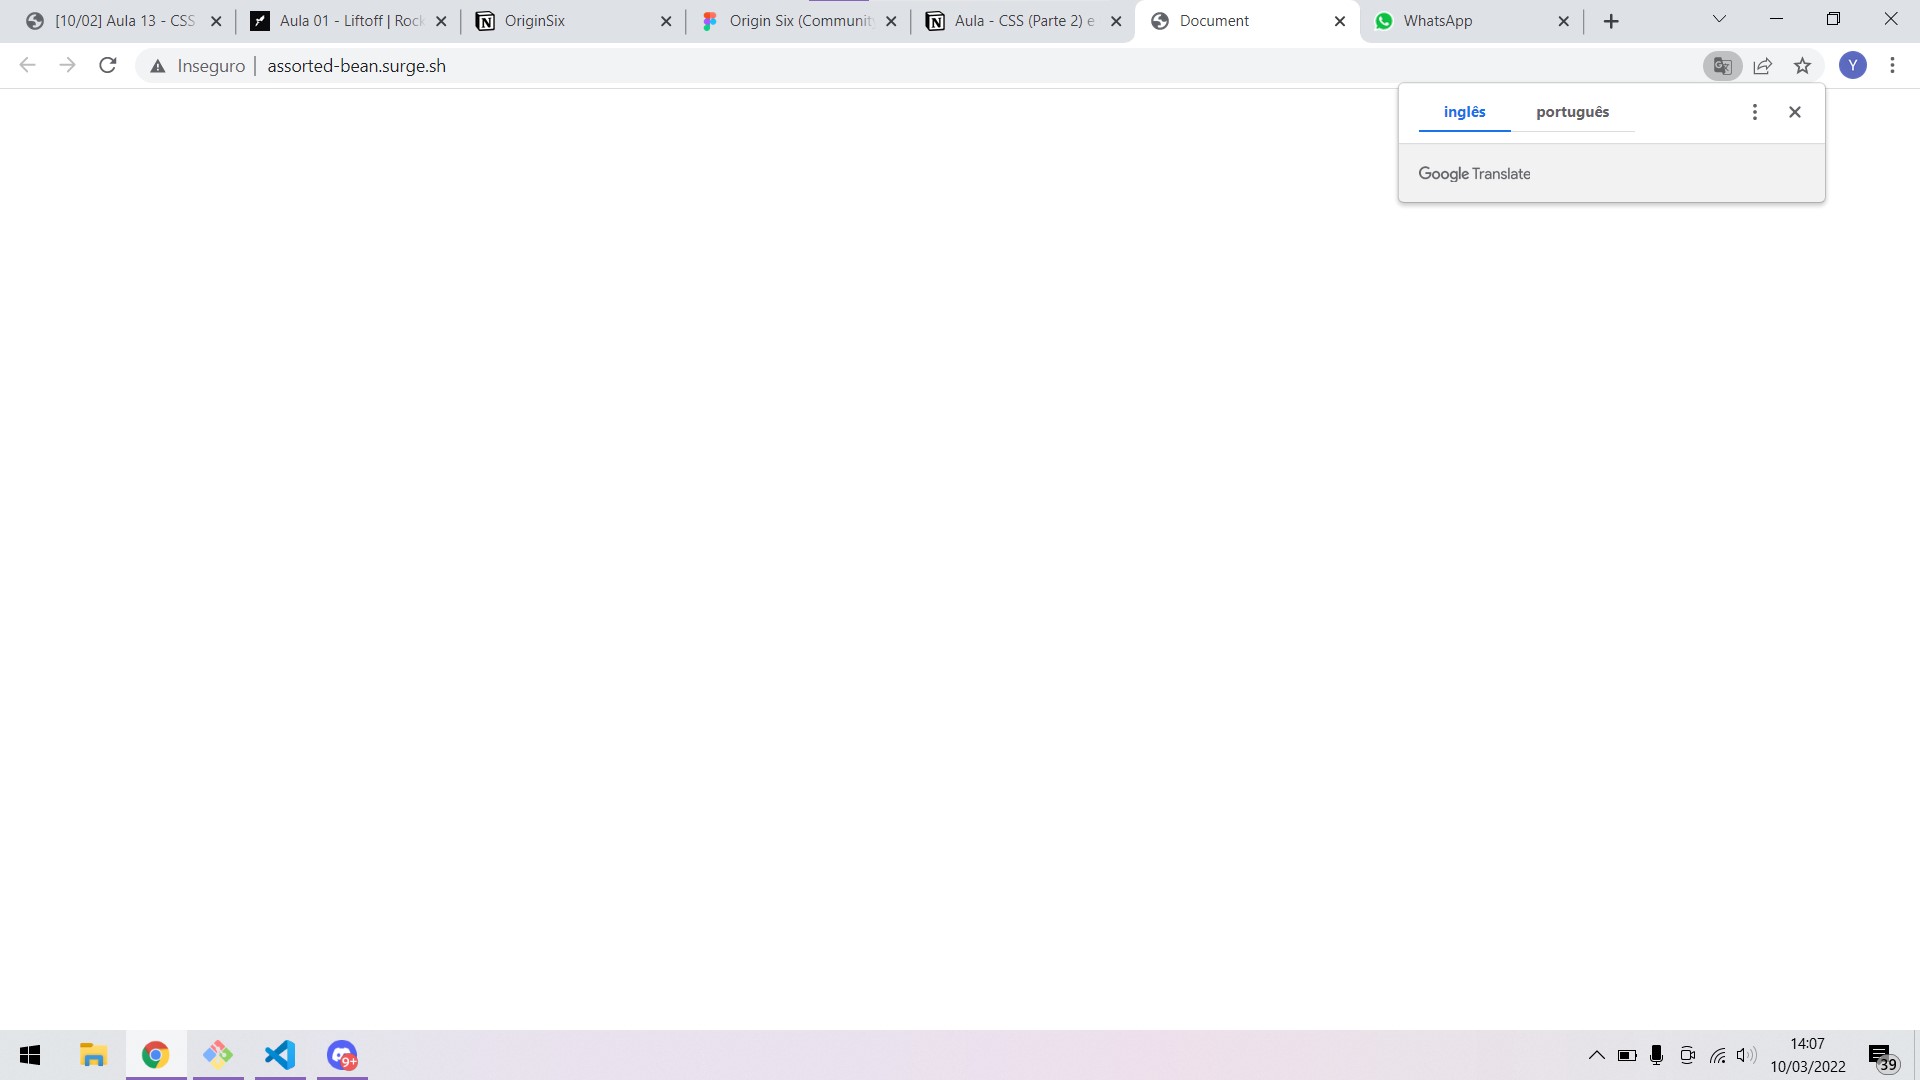 [10/02] Aula 13 - CSS
Aula 01 - Liftoff | Rock
OriginSix
Origin Six (Communit
Aula - CSS (Parte 2) e
Document
WhatsApp
Inseguro
assorted-bean.surge.sh
Y
inglês
português
Google Translate
9+
14:07
10/03/2022
39